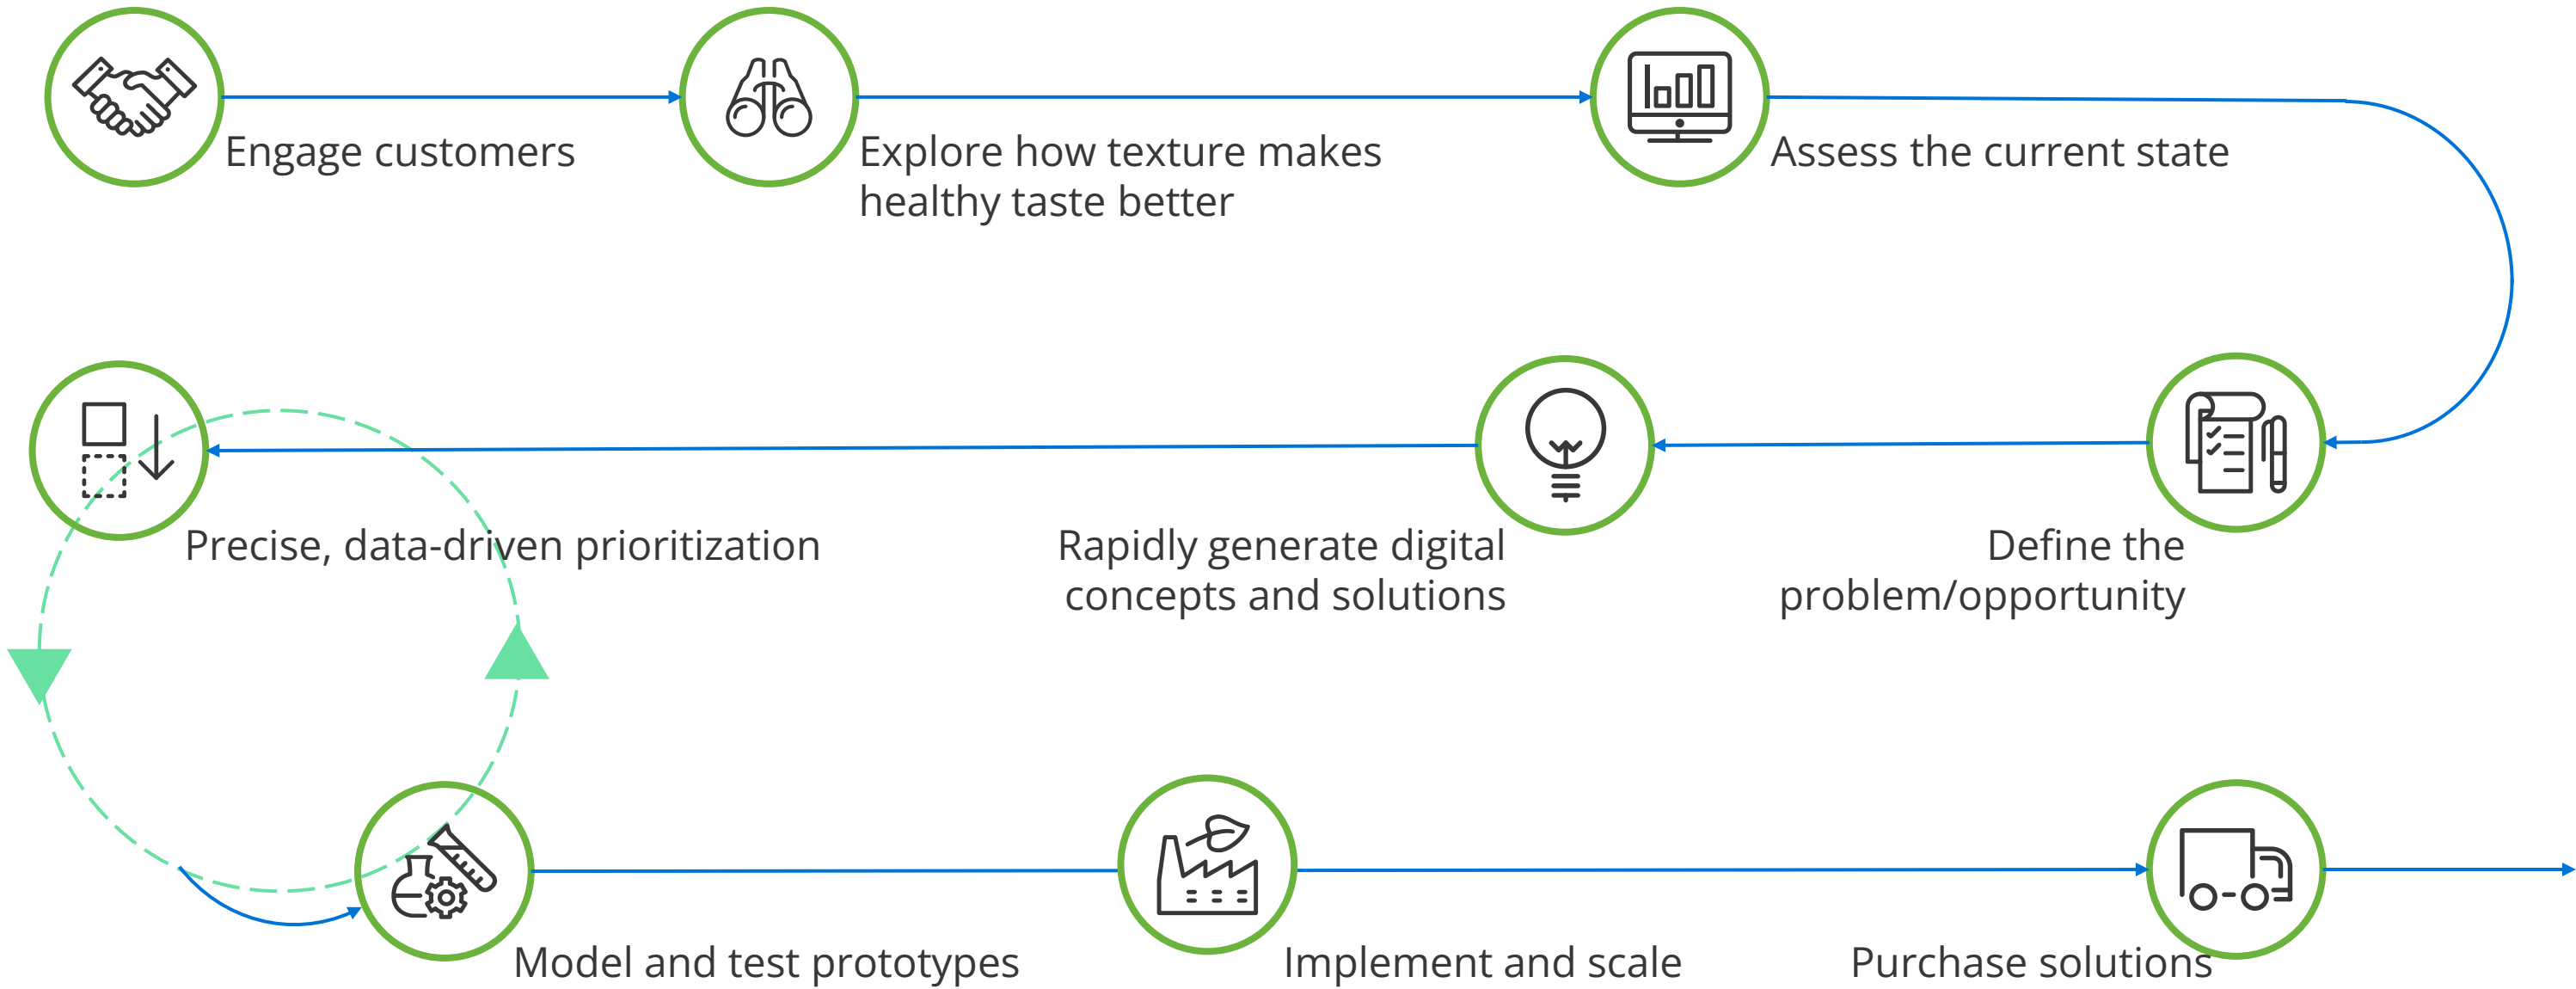 Engage customers
Explore how texture makes
healthy taste better
Assess the current state
Define the
problem/opportunity
Rapidly generate digital
concepts and solutions
Precise, data-driven prioritization
Model and test prototypes
Implement and scale
Purchase solutions